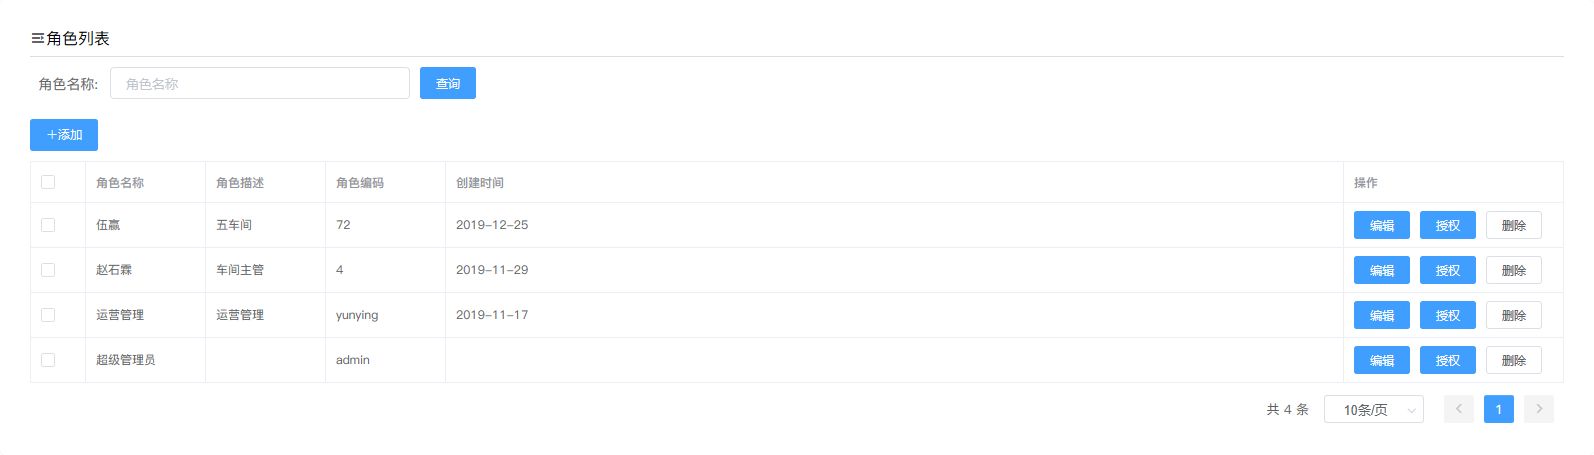 角色列表
角色名称: 角色名称 查询
+添加
角色名称 角色描述 角色编码 创建时间 操作
伍赢 五车间 72 2019-12-25 编辑 授权 删除
赵石霖 车间主管 4 2019-11-29 编辑 授权 删除
运营管理 运营管理 yunying 2019-11-17 编辑 授权 删除
超级管理员 admin 编辑 授权 删除
共 4 条 10条/页 1